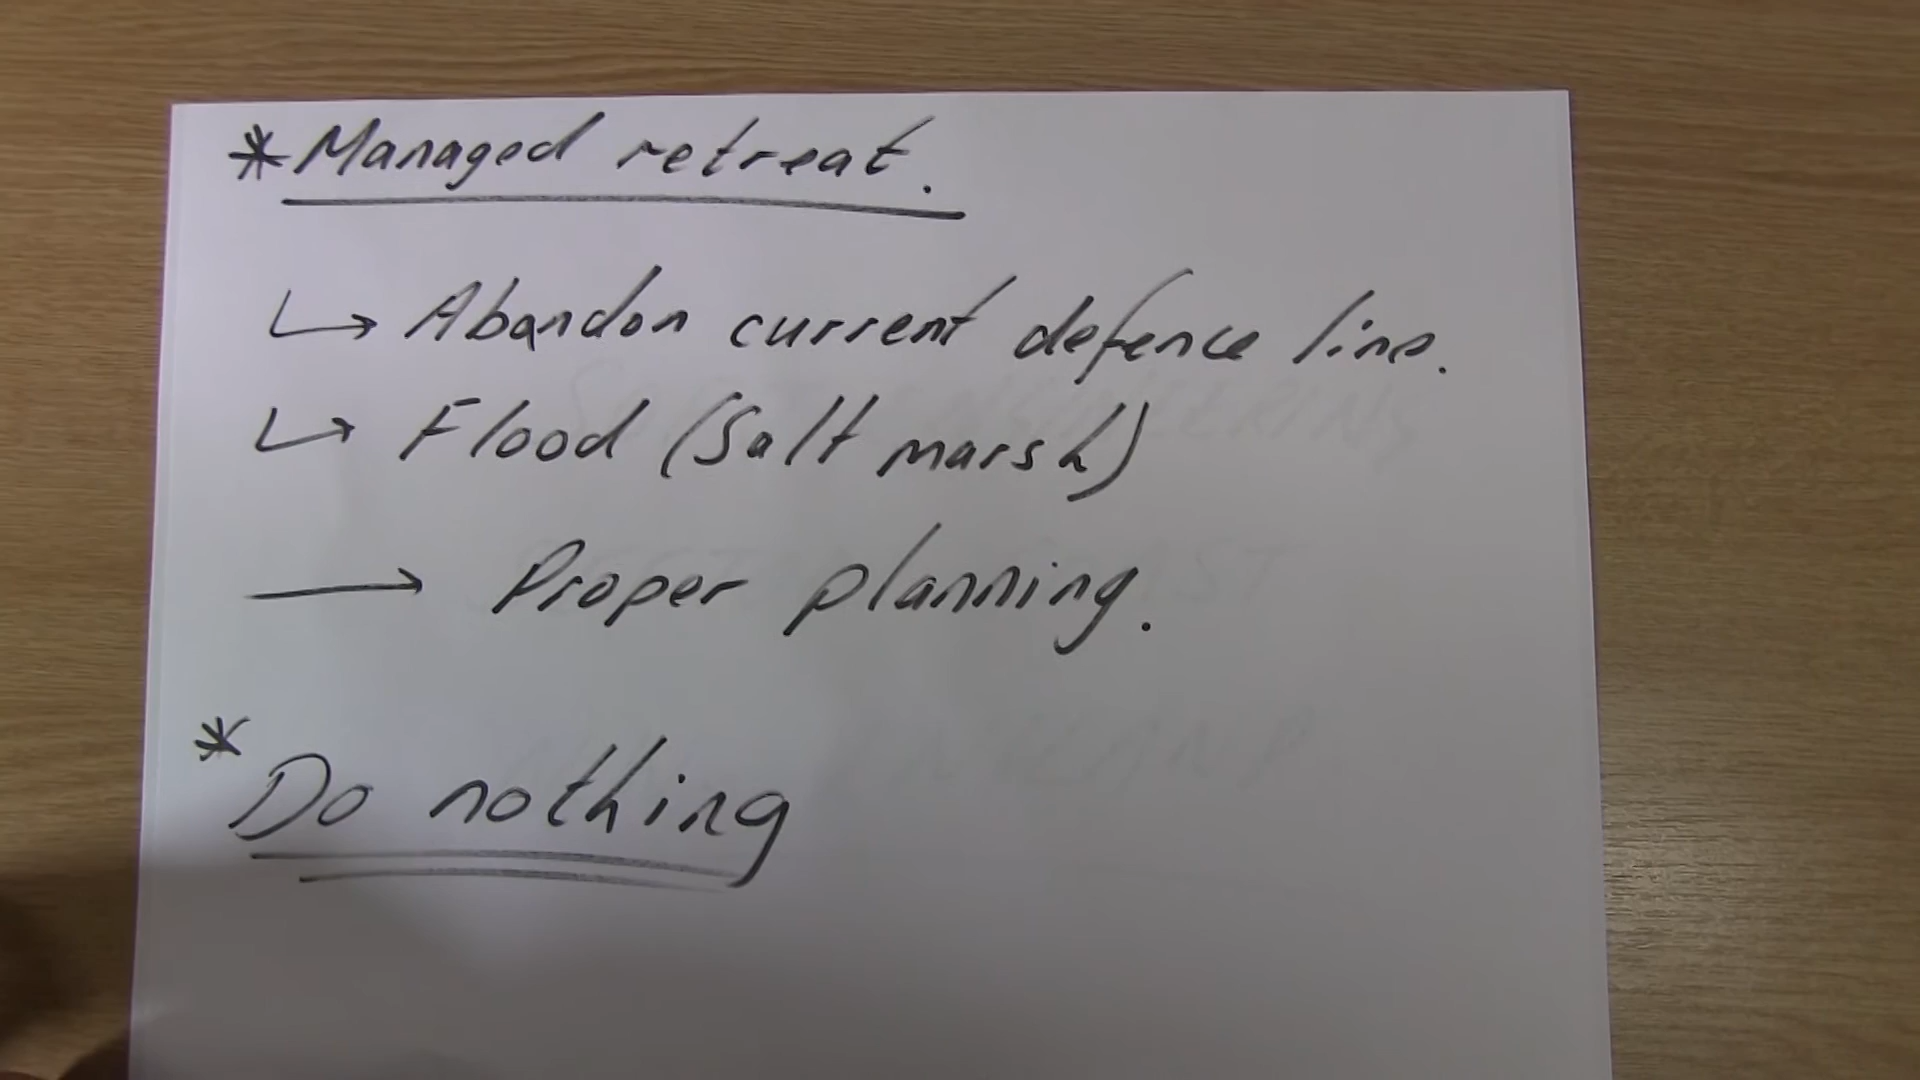 *Managed retreat.
↳ Abandon current defence line.
↳ Flood (Salt marsh)
→ Proper planning.
*
Do nothing